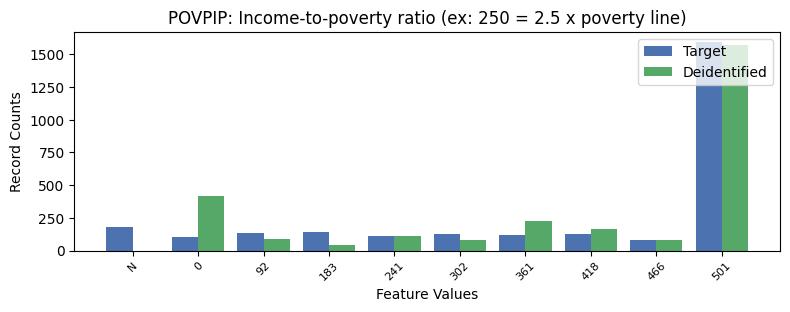 POVPIP: Income-to-poverty ratio (ex: 250 = 2.5 x poverty line)
Target
Deidentified
Record Counts
1500
1250
1000
750
500
250
0
N 0 92 183 241 302 361 418 466 501
Feature Values